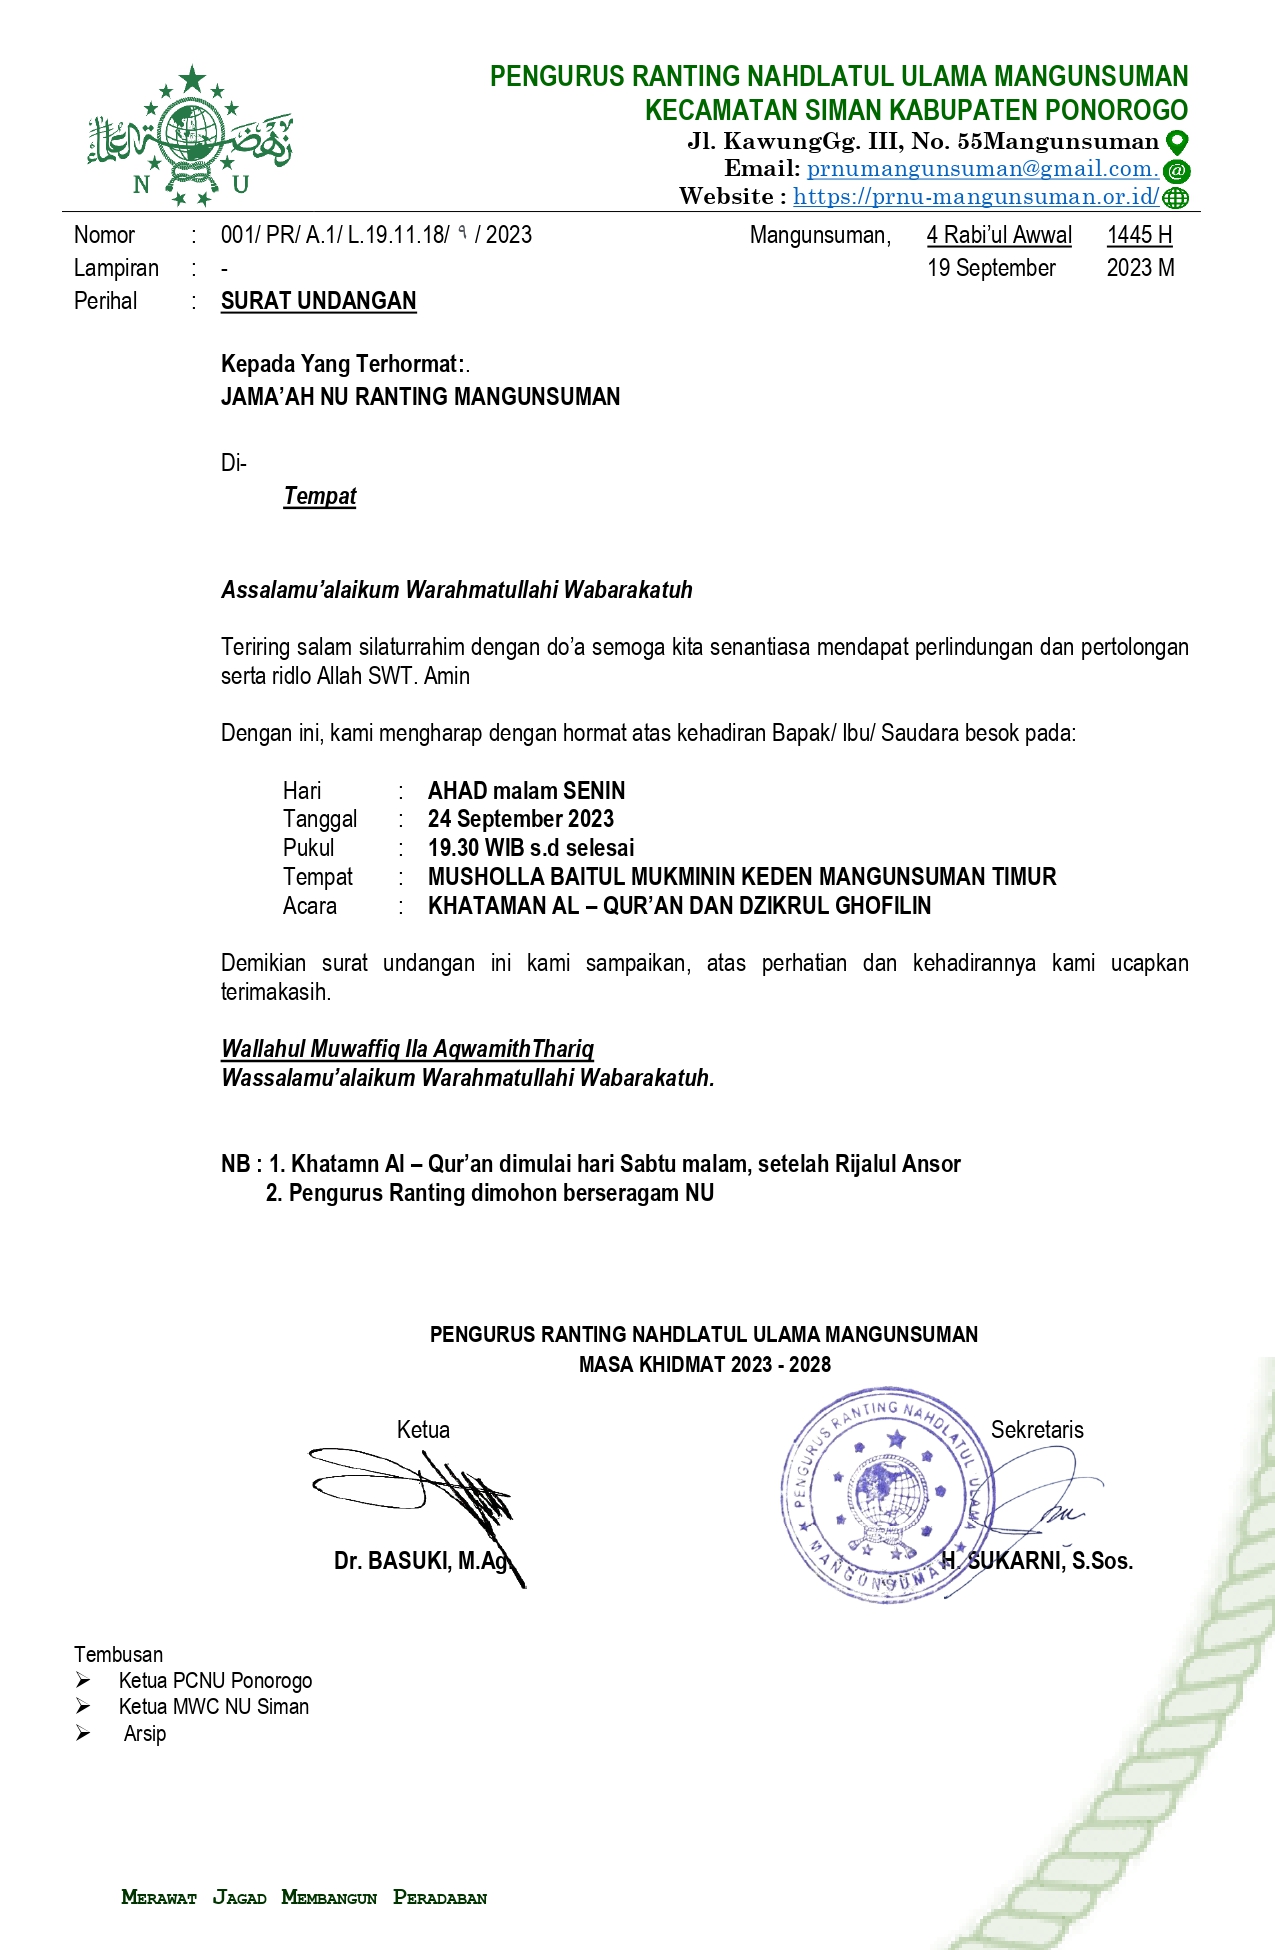 نهضة العلماء
N U
PENGURUS RANTING NAHDLATUL ULAMA MANGUNSUMAN
KECAMATAN SIMAN KABUPATEN PONOROGO
Jl. KawungGg. III, No. 55Mangunsuman
Email: prnumangunsuman@gmail.com.
Website : https://prnu-mangunsuman.or.id/
Nomor : 001/ PR/ A.1/ L.19.11.18/ ٩ / 2023 Mangunsuman, 4 Rabi’ul Awwal 1445 H
Lampiran : - 19 September 2023 M
Perihal : SURAT UNDANGAN
Kepada Yang Terhormat:.
JAMA’AH NU RANTING MANGUNSUMAN
Di-
Tempat
Assalamu’alaikum Warahmatullahi Wabarakatuh
Teriring salam silaturrahim dengan do’a semoga kita senantiasa mendapat perlindungan dan pertolongan
serta ridlo Allah SWT. Amin
Dengan ini, kami mengharap dengan hormat atas kehadiran Bapak/ Ibu/ Saudara besok pada:
Hari : AHAD malam SENIN
Tanggal : 24 September 2023
Pukul : 19.30 WIB s.d selesai
Tempat : MUSHOLLA BAITUL MUKMININ KEDEN MANGUNSUMAN TIMUR
Acara : KHATAMAN AL – QUR’AN DAN DZIKRUL GHOFILIN
Demikian surat undangan ini kami sampaikan, atas perhatian dan kehadirannya kami ucapkan
terimakasih.
Wallahul Muwaffiq Ila AqwamithThariq
Wassalamu’alaikum Warahmatullahi Wabarakatuh.
NB : 1. Khatamn Al – Qur’an dimulai hari Sabtu malam, setelah Rijalul Ansor
2. Pengurus Ranting dimohon berseragam NU
PENGURUS RANTING NAHDLATUL ULAMA MANGUNSUMAN
MASA KHIDMAT 2023 - 2028
Ketua Sekretaris
PENGURUS RANTING NAHDLATUL ULAMA
MANGUNSUMAN
Dr. BASUKI, M.Ag. H. SUKARNI, S.Sos.
Tembusan
Ketua PCNU Ponorogo
Ketua MWC NU Siman
Arsip
MERAWAT JAGAD MEMBANGUN PERADABAN